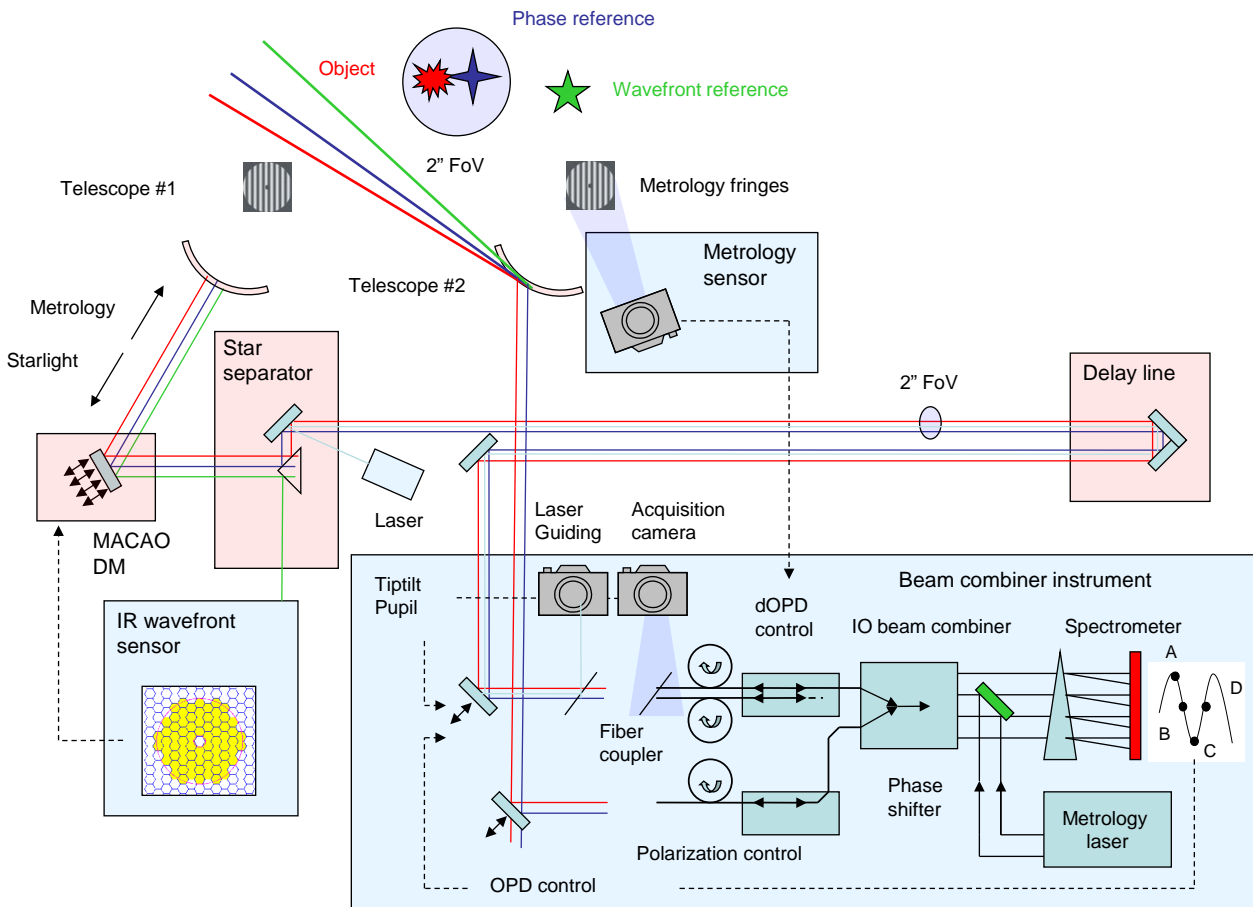 Phase reference
Object
Wavefront reference
2” FoV
Telescope #1
Metrology fringes
Metrology
sensor
Telescope #2
Metrology
Starlight
Star
separator
2” FoV
Delay line
Laser
MACAO
DM
Laser
Guiding
Acquisition
camera
Beam combiner instrument
Tiptilt
Pupil
dOPD
control
IO beam combiner
Spectrometer
IR wavefront
sensor
A
D
B
C
Fiber
coupler
Phase
shifter
Metrology
laser
Polarization control
OPD control